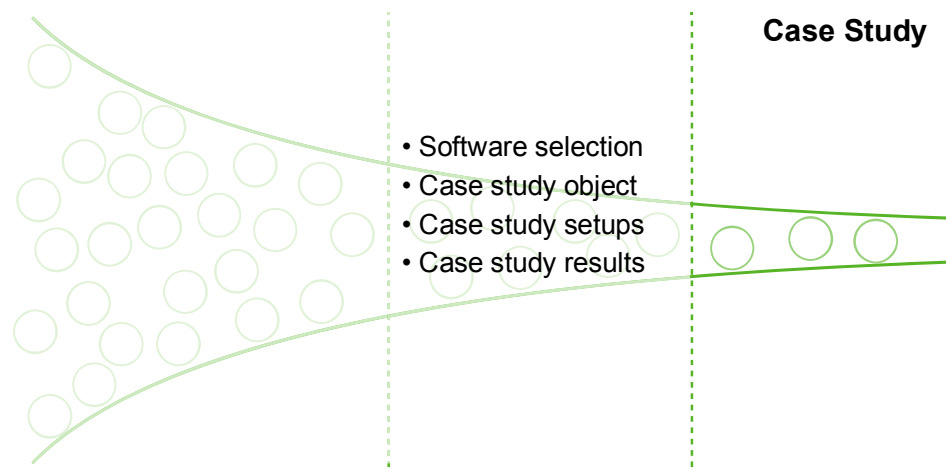 Case Study
• Software selection
• Case study object
• Case study setups
• Case study results